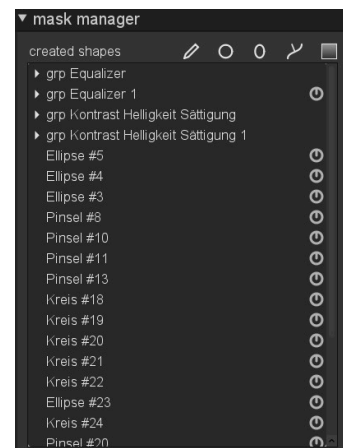 mask manager
created shapes
grp Equalizer
grp Equalizer 1
grp Kontrast Helligkeit Sättigung
grp Kontrast Helligkeit Sättigung 1
Ellipse #5
Ellipse #4
Ellipse #3
Pinsel #8
Pinsel #10
Pinsel #11
Pinsel #13
Kreis #18
Kreis #19
Kreis #20
Kreis #21
Kreis #22
Ellipse #23
Kreis #24
Pinsel #20